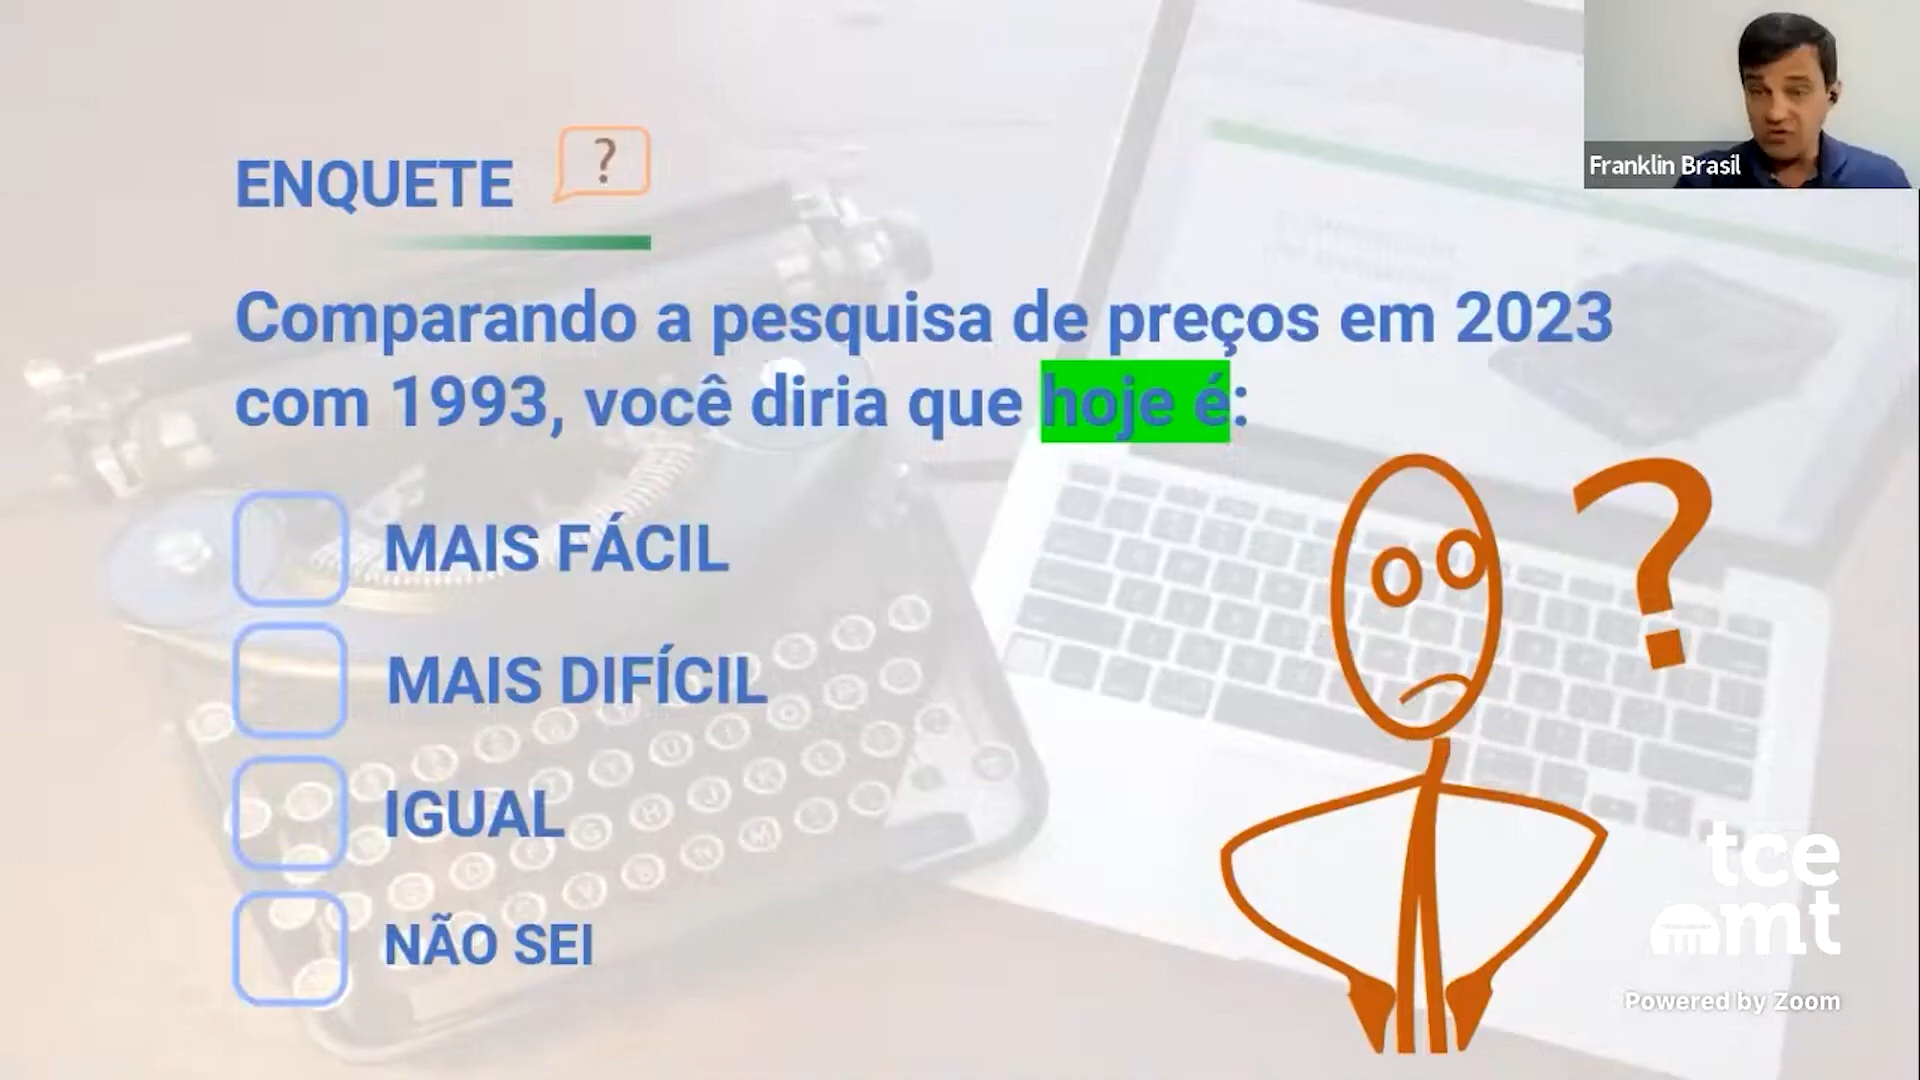 ENQUETE ?
Comparando a pesquisa de preços em 2023
com 1993, você diria que hoje é:
MAIS FÁCIL
MAIS DIFÍCIL
IGUAL
NÃO SEI
?
Franklin Brasil
tce
mt
Powered by Zoom